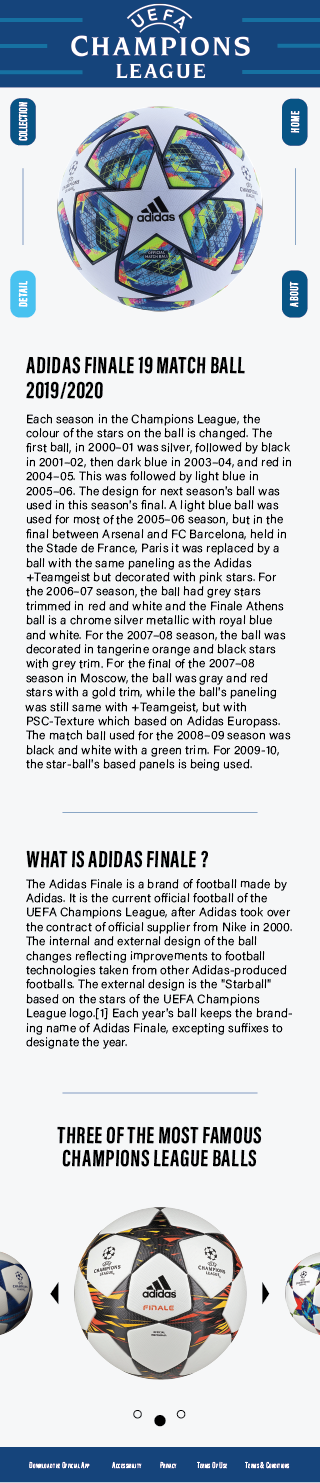 UEFA
CHAMPIONS
LEAGUE
COLLECTION
HOME
adidas
OFFICIAL
MATCH BALL
DETAIL
ABOUT
ADIDAS FINALE 19 MATCH BALL
2019/2020
Each season in the Champions League, the
colour of the stars on the ball is changed. The
first ball, in 2000–01 was silver, followed by black
in 2001–02, then dark blue in 2003–04, and red in
2004–05. This was followed by light blue in
2005–06. The design for next season's ball was
used in this season's final. A light blue ball was
used for most of the 2005–06 season, but in the
final between Arsenal and FC Barcelona, held in
the Stade de France, Paris it was replaced by a
ball with the same paneling as the Adidas
+Teamgeist but decorated with pink stars. For
the 2006–07 season, the ball had grey stars
trimmed in red and white and the Finale Athens
ball is a chrome silver metallic with royal blue
and white. For the 2007–08 season, the ball was
decorated in tangerine orange and black stars
with grey trim. For the final of the 2007–08
season in Moscow, the ball was gray and red
stars with a gold trim, while the ball's paneling
was still same with +Teamgeist, but with
PSC-Texture which based on Adidas Europass.
The match ball used for the 2008–09 season was
black and white with a green trim. For 2009-10,
the star-ball's based panels is being used.
WHAT IS ADIDAS FINALE ?
The Adidas Finale is a brand of football made by
Adidas. It is the current official football of the
UEFA Champions League, after Adidas took over
the contract of official supplier from Nike in 2000.
The internal and external design of the ball
changes reflecting improvements to football
technologies taken from other Adidas-produced
footballs. The external design is the "Starball"
based on the stars of the UEFA Champions
League logo.[1] Each year's ball keeps the brand-
ing name of Adidas Finale, excepting suffixes to
designate the year.
THREE OF THE MOST FAMOUS
CHAMPIONS LEAGUE BALLS
CHAMPIONS
LEAGUE
CHAMPIONS
LEAGUE
adidas
FINALE
Download the Official App
Accessibility
Privacy
Terms Of Use
Terms & Conditions